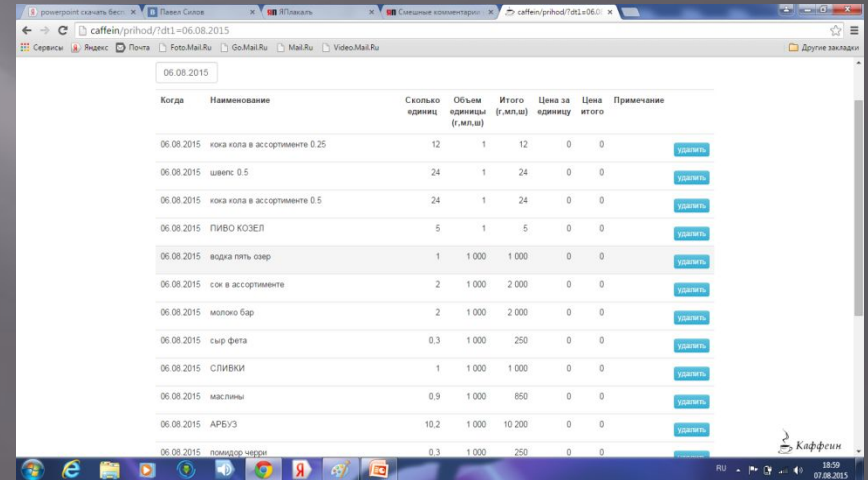 powerpoint скачать бесп
Павел Силов
ЯПлакалъ
Смешные комментарии
caffein/prihod/?dt1=06.0
caffein/prihod/?dt1=06.08.2015
Сервисы Яндекс Почта Foto.Mail.Ru Go.Mail.Ru Mail.Ru Video.Mail.Ru Другие закладки
06.08.2015
Когда Наименование Сколько единиц Объем единицы (г,мл,ш) Итого (г,мл,ш) Цена за единицу Цена итого Примечание
06.08.2015 кока кола в ассортименте 0.25 12 1 12 0 0 удалить
06.08.2015 швепс 0.5 24 1 24 0 0 удалить
06.08.2015 кока кола в ассортименте 0.5 24 1 24 0 0 удалить
06.08.2015 ПИВО КОЗЕЛ 5 1 5 0 0 удалить
06.08.2015 водка пять озер 1 1 000 1 000 0 0 удалить
06.08.2015 сок в ассортименте 2 1 000 2 000 0 0 удалить
06.08.2015 молоко бар 2 1 000 2 000 0 0 удалить
06.08.2015 сыр фета 0,3 1 000 250 0 0 удалить
06.08.2015 СЛИВКИ 1 1 000 1 000 0 0 удалить
06.08.2015 маслины 0,9 1 000 850 0 0 удалить
06.08.2015 АРБУЗ 10,2 1 000 10 200 0 0 удалить
06.08.2015 помидор черри 0,3 1 000 250 0 0
Каффеин
RU 18:59
07.08.2015